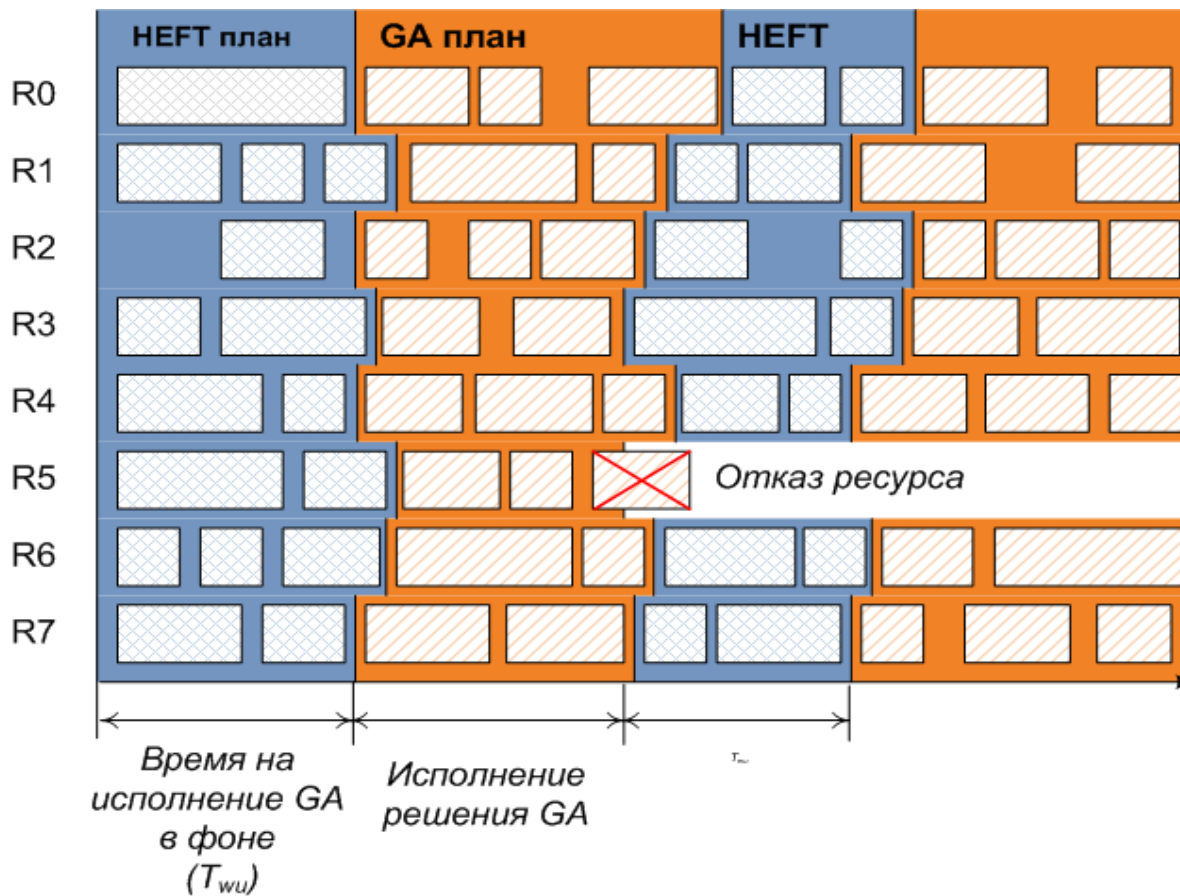 HEFT план
GA план
HEFT
R0
R1
R2
R3
R4
R5
Отказ ресурса
R6
R7
Время на
исполнение GA
в фоне
(Twu)
Исполнение
решения GA